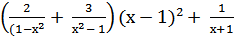 (2/((1−x² + 3/(x²−1)) (x − 1)² + 1/(x+1)